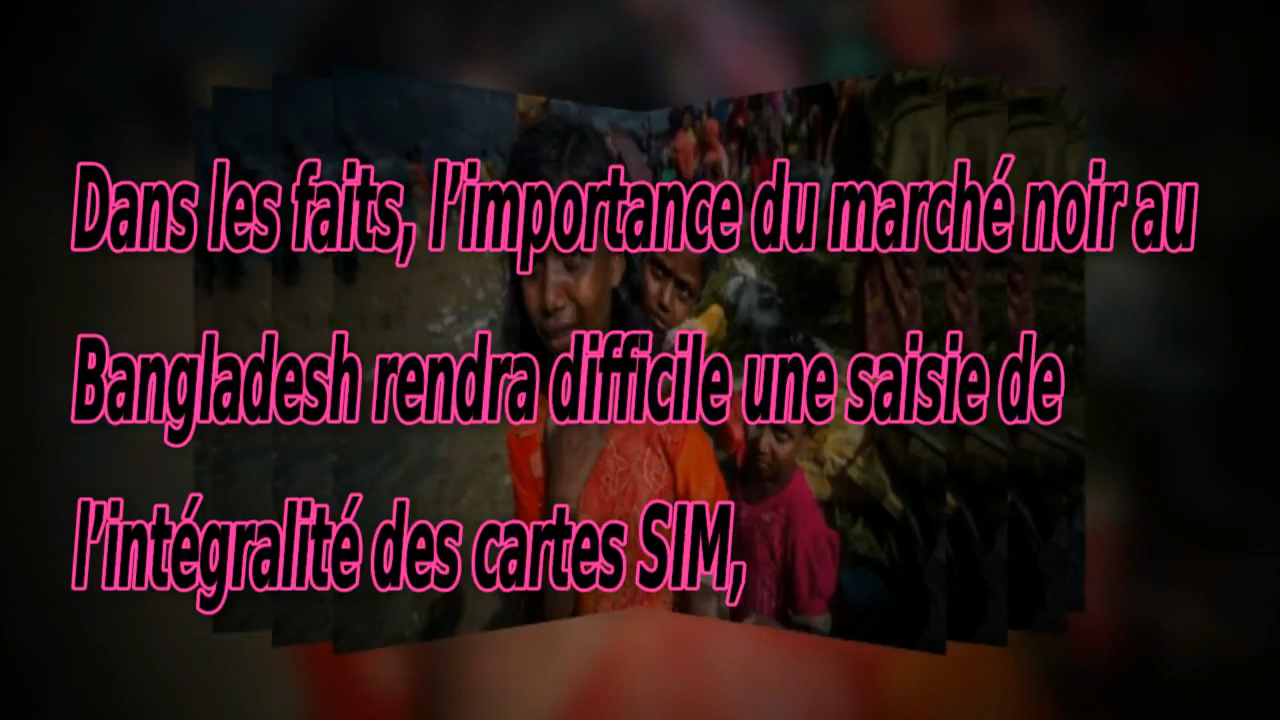 Dans les faits, l’importance du marché noir au
Bangladesh rendra difficile une saisie de
l’intégralité des cartes SIM,